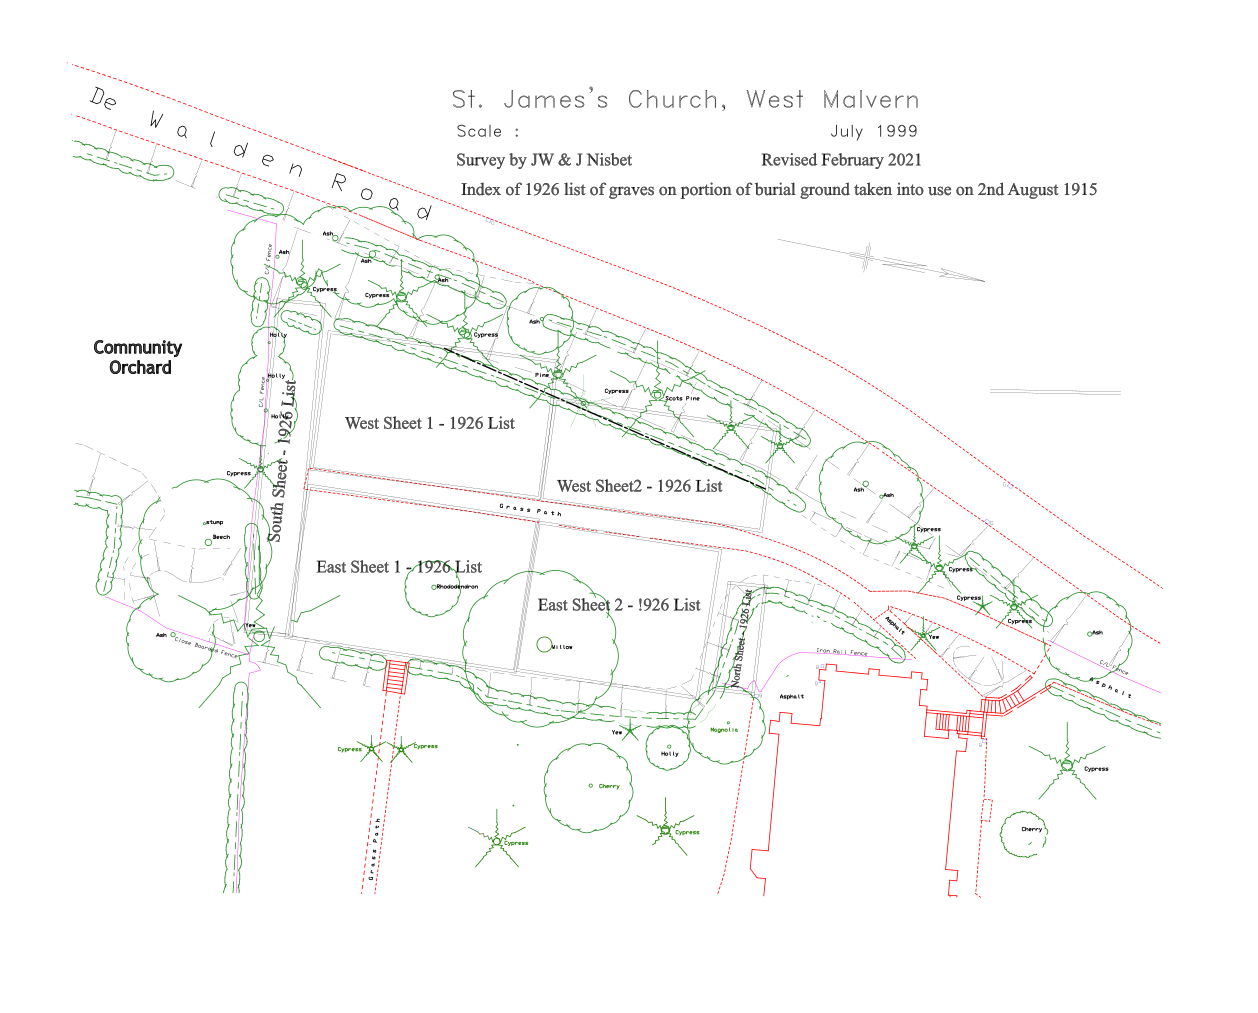 St. James's Church, West Malvern
Scale :
July 1999
Survey by JW & J Nisbet
Revised February 2021
Index of 1926 list of graves on portion of burial ground taken into use on 2nd August 1915
De Walden Road
Ash
Ash
Ash
Ash
C/L Fence
Cypress
Cypress
Cypress
Ash
Holly
Pine
Cypress
Scots Pine
Community
Orchard
Holly
C/L Fence
Holly
West Sheet 1 - 1926 List
South Sheet - 1926 List
Cypress
West Sheet2 - 1926 List
Ash
Ash
Grass Path
stump
Beech
Cypress
East Sheet 1 - 1926 List
Cypress
Rhododendron
East Sheet 2 - !926 List
Cypress
Cypress
North Sheet - 1926 List
Asphalt
Yew
Yew
Ash
Close Boarded Fence
Ash
Willow
Iron Rail Fence
C/L Fence
Asphalt
Asphalt
Magnolia
Yew
Cypress
Cypress
Holly
Cypress
Cherry
Cypress
Cypress
Cherry
Grass Path